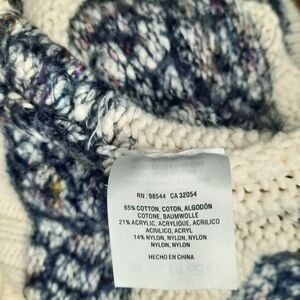 RN: 98544 CA 32054
65% COTTON, COTON, ALGODÓN
COTONE, BAUMWOLLE
21% ACRYLIC, ACRYLIQUE, ACRILICO
ACRILICO, ACRYL
14% NYLON, NYLON, NYLON
NYLON, NYLON
HECHO EN CHINA